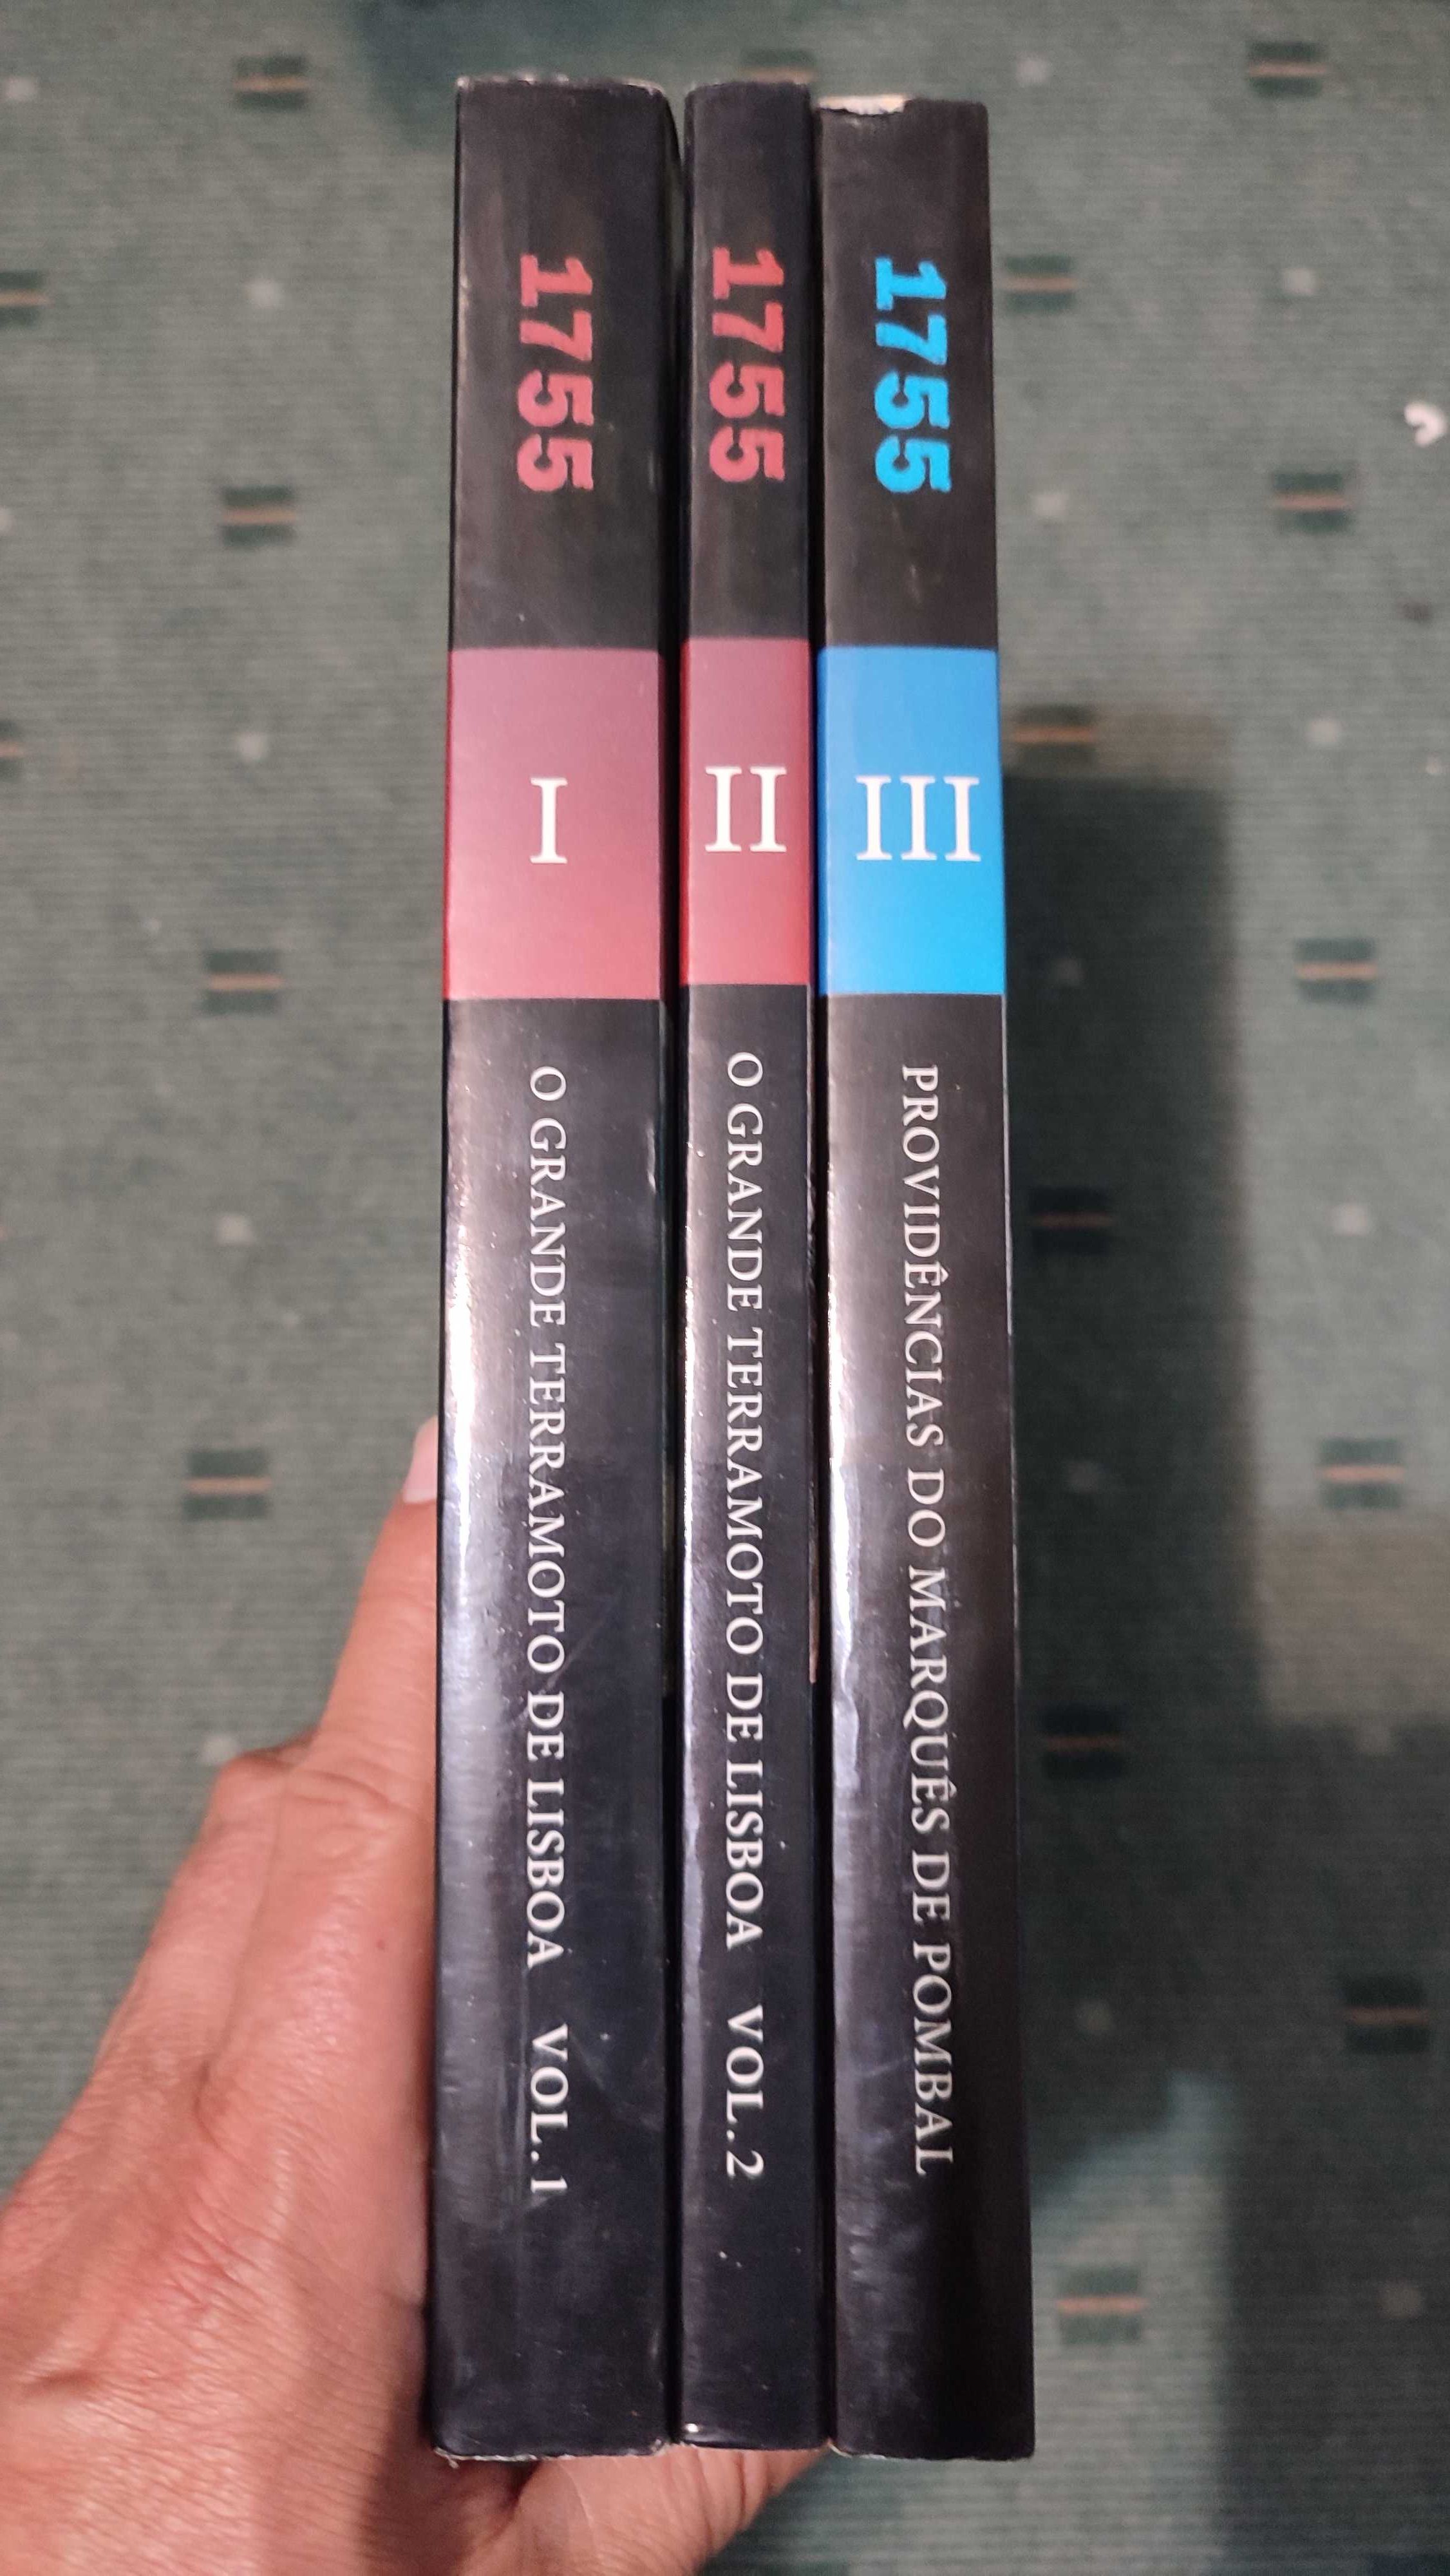 1755
I
O GRANDE TERRAMOTO DE LISBOA VOL. 1
1755
II
O GRANDE TERRAMOTO DE LISBOA VOL. 2
1755
III
PROVIDÊNCIAS DO MARQUÊS DE POMBAL